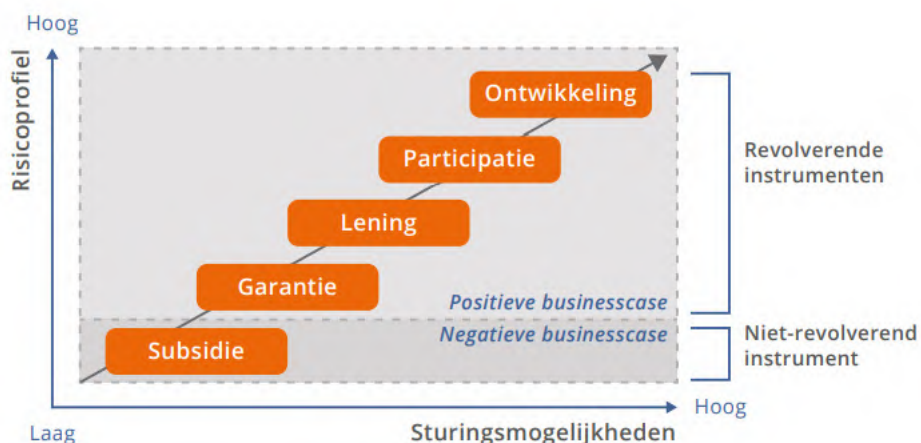 Hoog
Risicoprofiel
Ontwikkeling
Participatie
Lening
Garantie
Subsidie
Positieve businesscase
Negatieve businesscase
Revolverende
instrumenten
Niet-revolverend
instrument
Laag
Sturingsmogelijkheden
Hoog